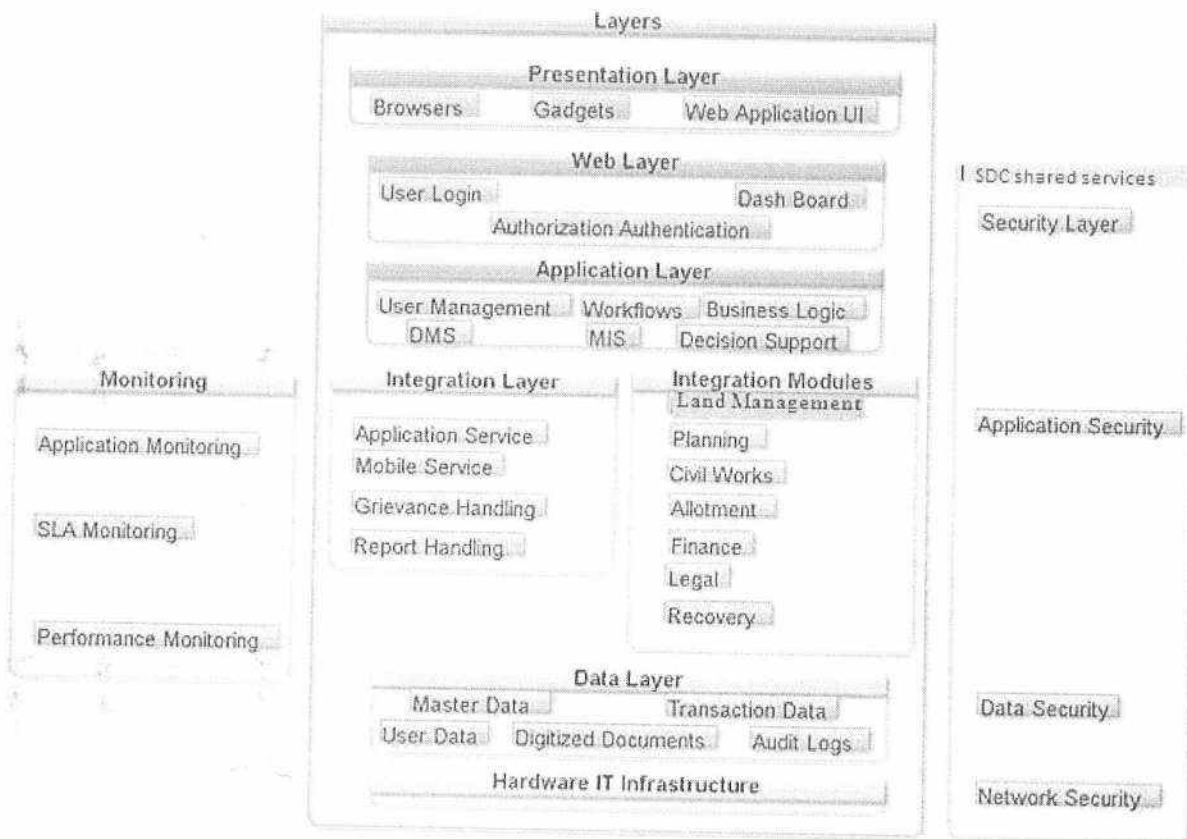 Layers
Presentation Layer
Browsers Gadgets Web Application UI
Web Layer
User Login Dash Board
Authorization Authentication
Application Layer
User Management Workflows Business Logic
DMS MIS Decision Support
Monitoring
Application Monitoring
SLA Monitoring
Performance Monitoring
Integration Layer
Application Service
Mobile Service
Grievance Handling
Report Handling
Integration Modules
Land Management
Planning
Civil Works
Allotment
Finance
Legal
Recovery
Data Layer
Master Data Transaction Data
User Data Digitized Documents Audit Logs
Hardware IT Infrastructure
SDC shared services
Security Layer
Application Security
Data Security
Network Security